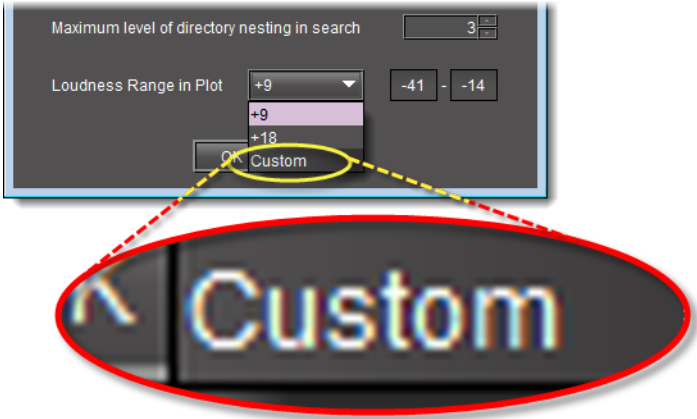 Maximum level of directory nesting in search 3
Loudness Range in Plot +9 -41 - -14
+9
+18
OK Custom
K Custom